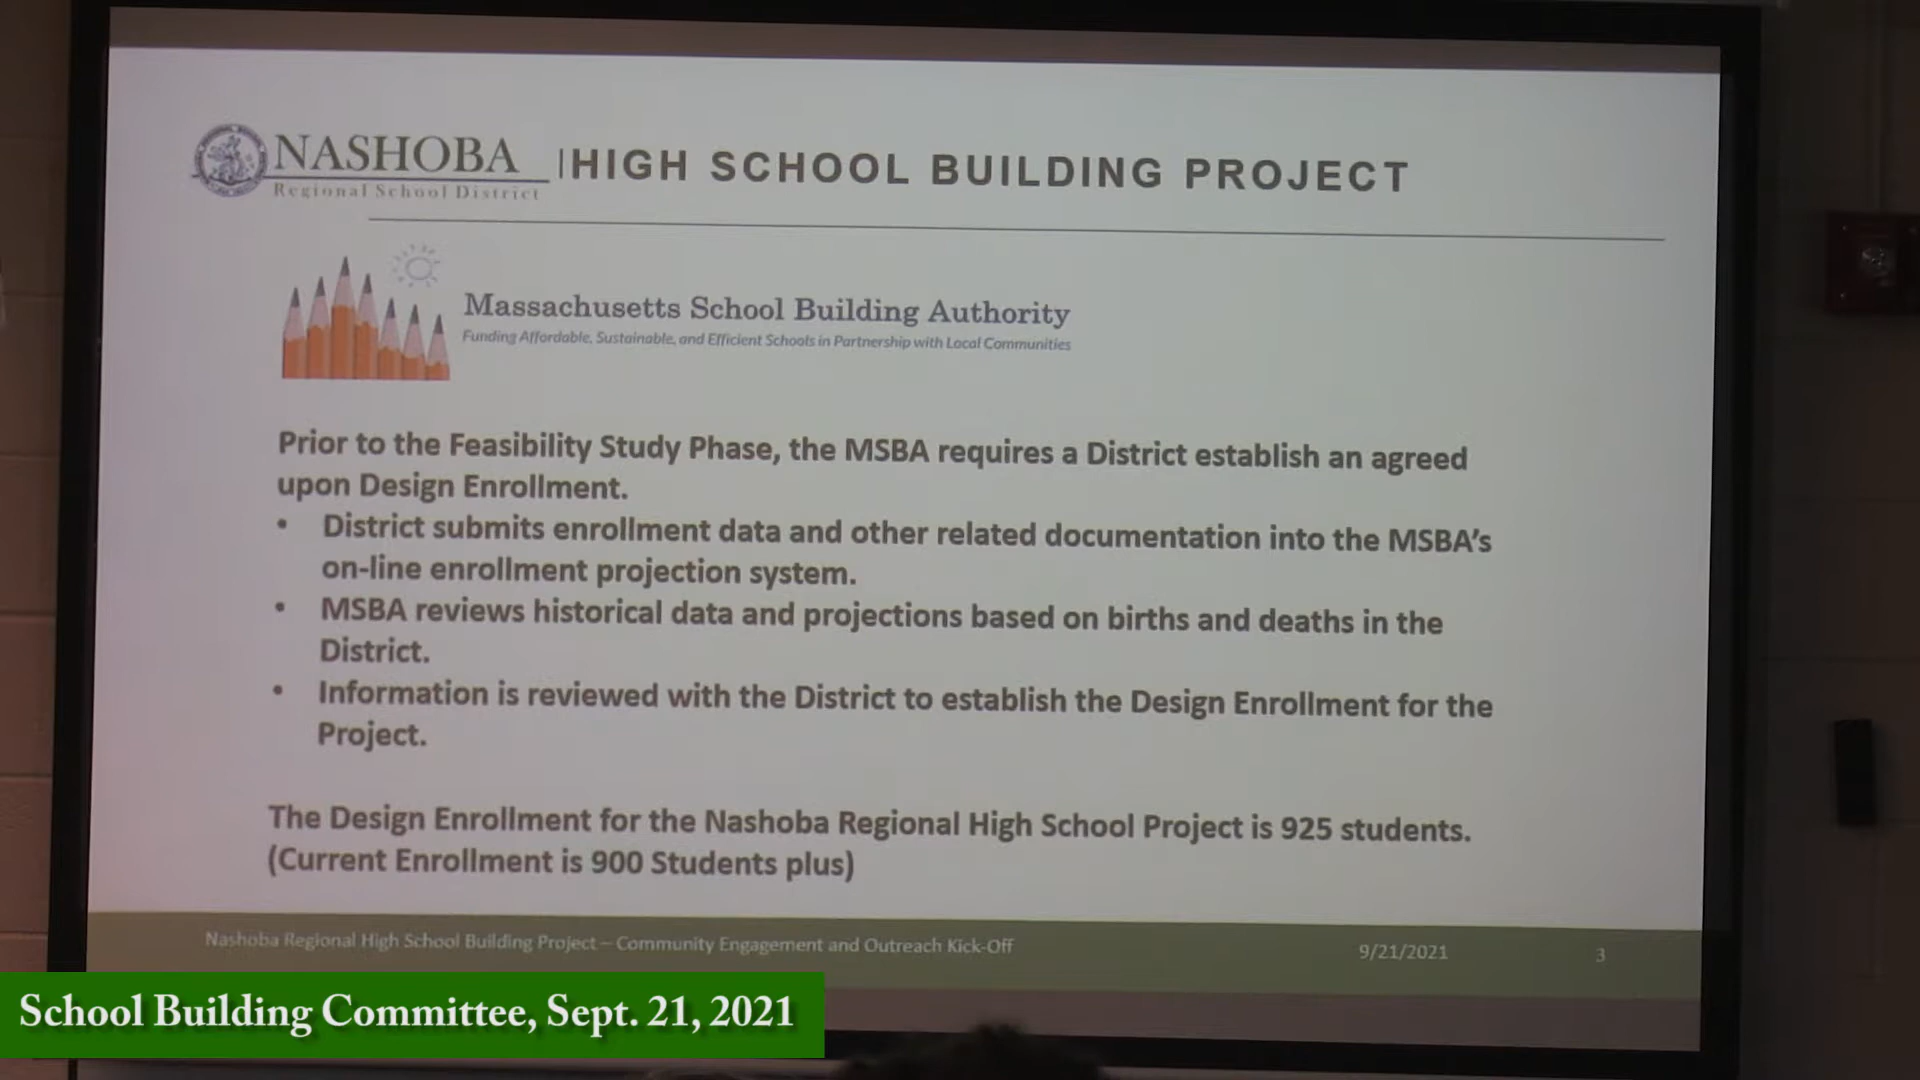 NASHOBA
Regional School District
HIGH SCHOOL BUILDING PROJECT
Massachusetts School Building Authority
Funding Affordable, Sustainable, and Efficient Schools in Partnership with Local Communities
Prior to the Feasibility Study Phase, the MSBA requires a District establish an agreed
upon Design Enrollment.
• District submits enrollment data and other related documentation into the MSBA's
on-line enrollment projection system.
• MSBA reviews historical data and projections based on births and deaths in the
District.
• Information is reviewed with the District to establish the Design Enrollment for the
Project.
The Design Enrollment for the Nashoba Regional High School Project is 925 students.
(Current Enrollment is 900 Students plus)
Nashoba Regional High School Building Project – Community Engagement and Outreach Kick-Off
9/21/2021
3
School Building Committee, Sept. 21, 2021